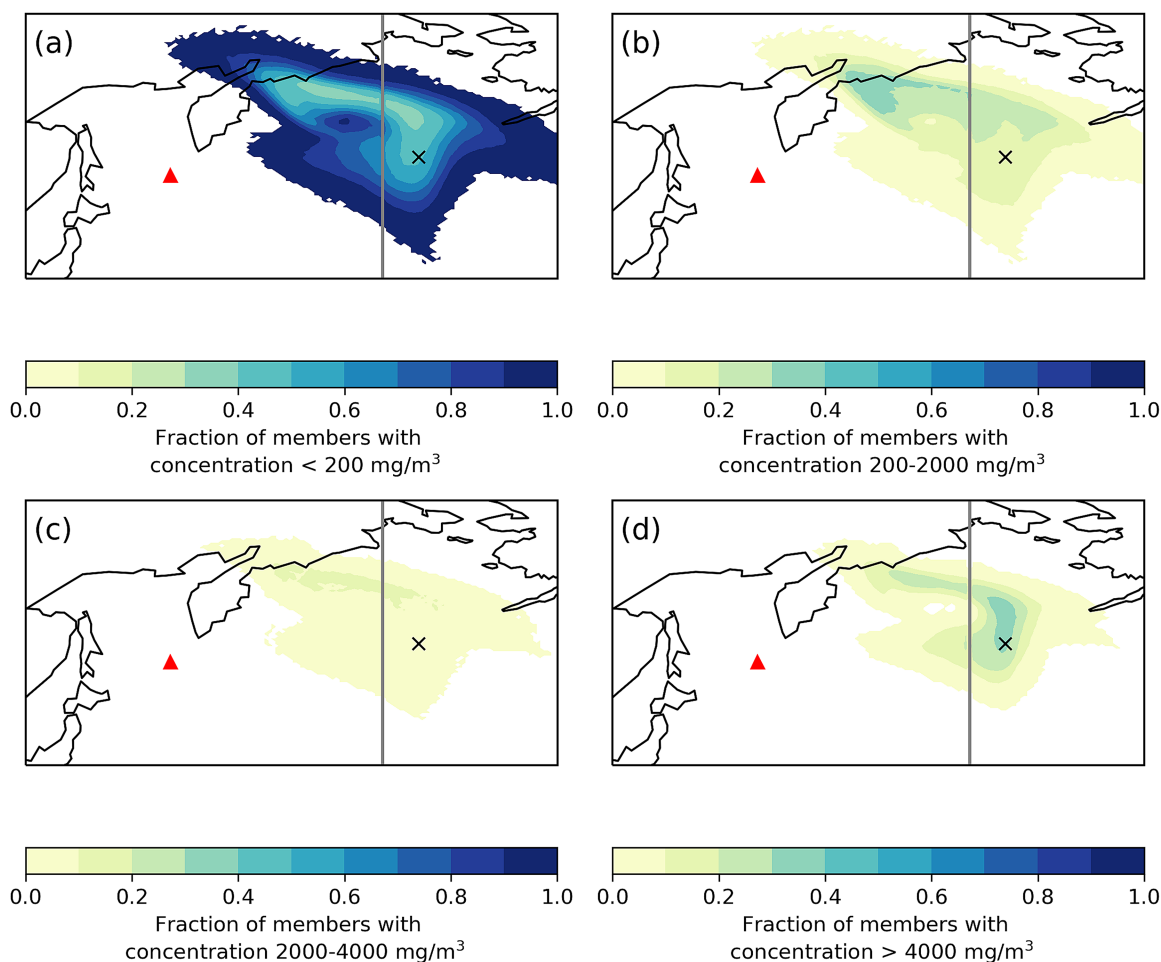 (a)
(b)
0.0 0.2 0.4 0.6 0.8 1.0
Fraction of members with
concentration < 200 mg/m³
0.0 0.2 0.4 0.6 0.8 1.0
Fraction of members with
concentration 200-2000 mg/m³
(c)
(d)
0.0 0.2 0.4 0.6 0.8 1.0
Fraction of members with
concentration 2000-4000 mg/m³
0.0 0.2 0.4 0.6 0.8 1.0
Fraction of members with
concentration > 4000 mg/m³